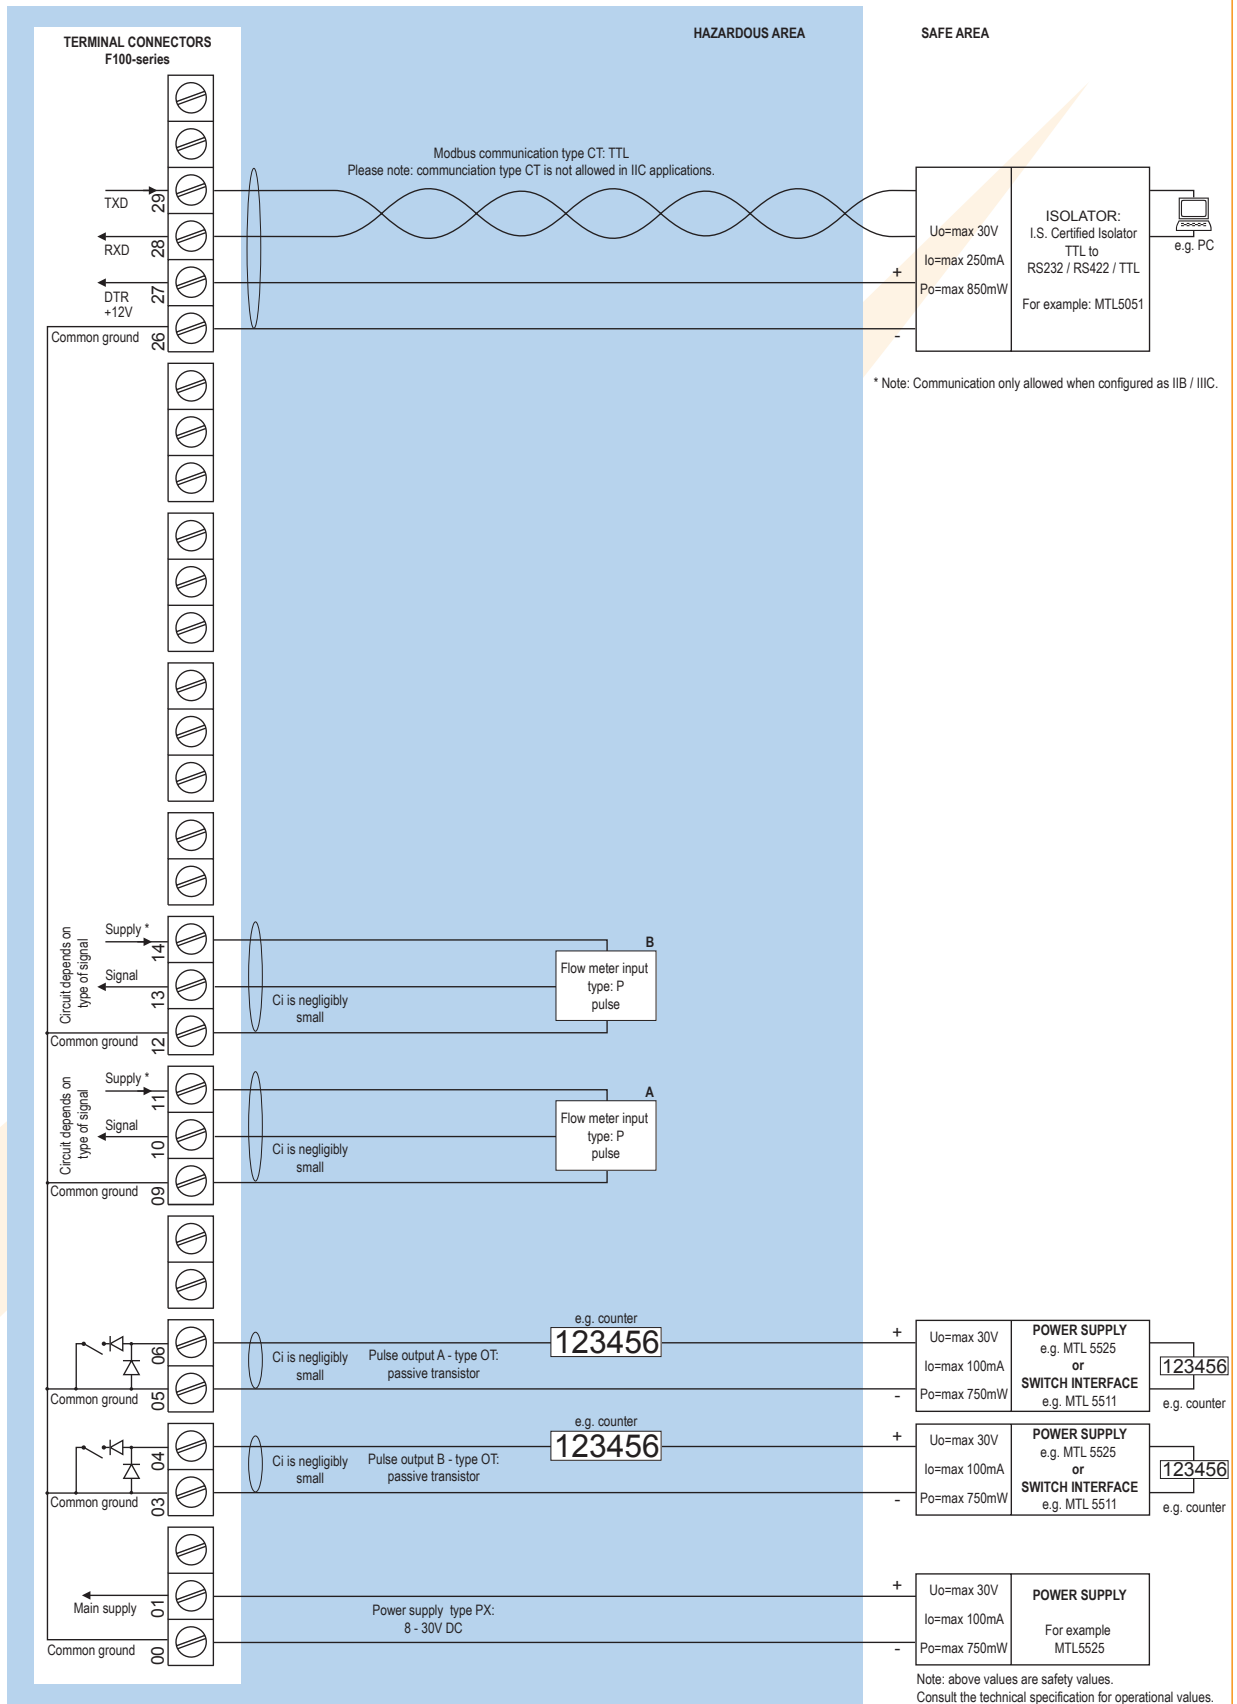 TERMINAL CONNECTORS
F100-series
HAZARDOUS AREA
SAFE AREA
Modbus communication type CT: TTL
Please note: communciation type CT is not allowed in IIC applications.
TXD
29
RXD
28
DTR
+12V
27
Common ground
26
+
-
Uo=max 30V
Io=max 250mA
Po=max 850mW
ISOLATOR:
I.S. Certified Isolator
TTL to
RS232 / RS422 / TTL
For example: MTL5051
e.g. PC
* Note: Communication only allowed when configured as IIB / IIIC.
Circuit depends on
type of signal
Supply *
14
Signal
13
Common ground
12
Ci is negligibly
small
B
Flow meter input
type: P
pulse
Circuit depends on
type of signal
Supply *
11
Signal
10
Common ground
09
Ci is negligibly
small
A
Flow meter input
type: P
pulse
06
Common ground
05
Ci is negligibly
small
Pulse output A - type OT:
passive transistor
e.g. counter
123456
+
-
Uo=max 30V
Io=max 100mA
Po=max 750mW
POWER SUPPLY
e.g. MTL 5525
or
SWITCH INTERFACE
e.g. MTL 5511
123456
e.g. counter
04
Common ground
03
Ci is negligibly
small
Pulse output B - type OT:
passive transistor
e.g. counter
123456
+
-
Uo=max 30V
Io=max 100mA
Po=max 750mW
POWER SUPPLY
e.g. MTL 5525
or
SWITCH INTERFACE
e.g. MTL 5511
123456
e.g. counter
Main supply
01
Common ground
00
Power supply type PX:
8 - 30V DC
+
-
Uo=max 30V
Io=max 100mA
Po=max 750mW
POWER SUPPLY
For example
MTL5525
Note: above values are safety values.
Consult the technical specification for operational values.